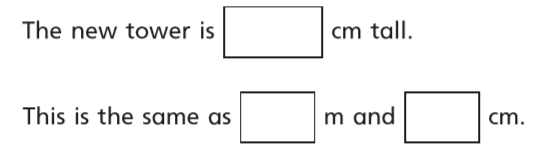 The new tower is cm tall.
This is the same as m and cm.